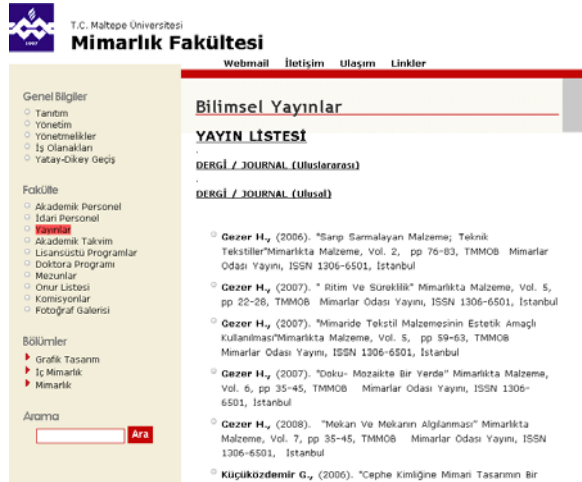 T.C. Maltepe Üniversitesi
Mimarlık Fakültesi
1997
Webmail İletişim Ulaşım Linkler
Genel Bilgiler
Tanıtım
Yönetim
Yönetmelikler
İş Olanakları
Yatay-Dikey Geçiş
Fakülte
Akademik Personel
İdari Personel
Yayınlar
Akademik Takvim
Lisansüstü Programlar
Doktora Programı
Mezunlar
Onur Listesi
Komisyonlar
Fotoğraf Galerisi
Bölümler
Grafik Tasarım
İç Mimarlık
Mimarlık
Arama
Ara
Bilimsel Yayınlar
YAYIN LİSTESİ
.
DERGİ / JOURNAL (Uluslararası)
.
DERGİ / JOURNAL (Ulusal)
Gezer H., (2006). "Sarıp Sarmalayan Malzeme; Teknik
Tekstiller"Mimarlıkta Malzeme, Vol. 2, pp 76-83, TMMOB Mimarlar
Odası Yayını, ISSN 1306-6501, İstanbul
Gezer H., (2007). " Ritim Ve Süreklilik" Mimarlıkta Malzeme, Vol. 5,
pp 22-28, TMMOB Mimarlar Odası Yayını, ISSN 1306-6501, İstanbul
Gezer H., (2007). "Mimaride Tekstil Malzemesinin Estetik Amaçlı
Kullanılması"Mimarlıkta Malzeme, Vol. 5, pp 59-63, TMMOB
Mimarlar Odası Yayını, ISSN 1306-6501, İstanbul
Gezer H., (2007). "Doku- Mozaikte Bir Yerde" Mimarlıkta Malzeme,
Vol. 6, pp 35-45, TMMOB Mimarlar Odası Yayını, ISSN 1306-
6501, İstanbul
Gezer H., (2008). "Mekan Ve Mekanın Algılanması" Mimarlıkta
Malzeme, Vol. 7, pp 35-45, TMMOB Mimarlar Odası Yayını, ISSN
1306-6501, İstanbul
Küçüközdemir G., (2006). "Cephe Kimliğine Mimari Tasarımın Bir